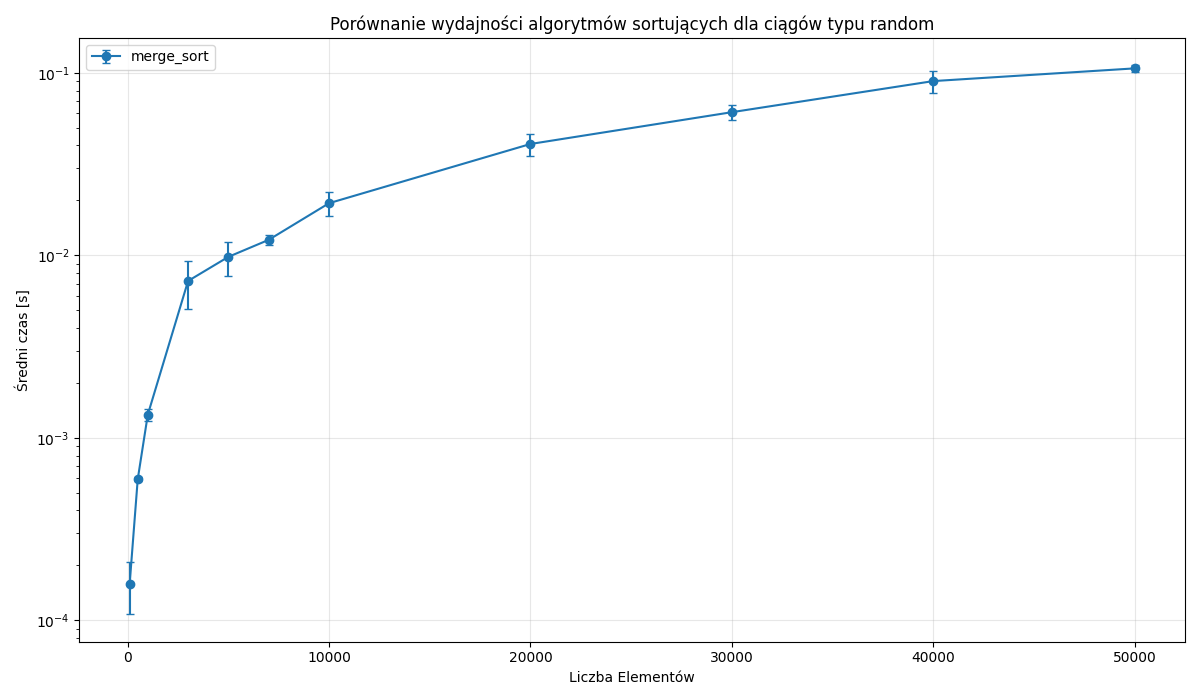 Porównanie wydajności algorytmów sortujących dla ciągów typu random
merge_sort
10⁻¹
10⁻²
10⁻³
10⁻⁴
Średni czas [s]
0 10000 20000 30000 40000 50000
Liczba Elementów